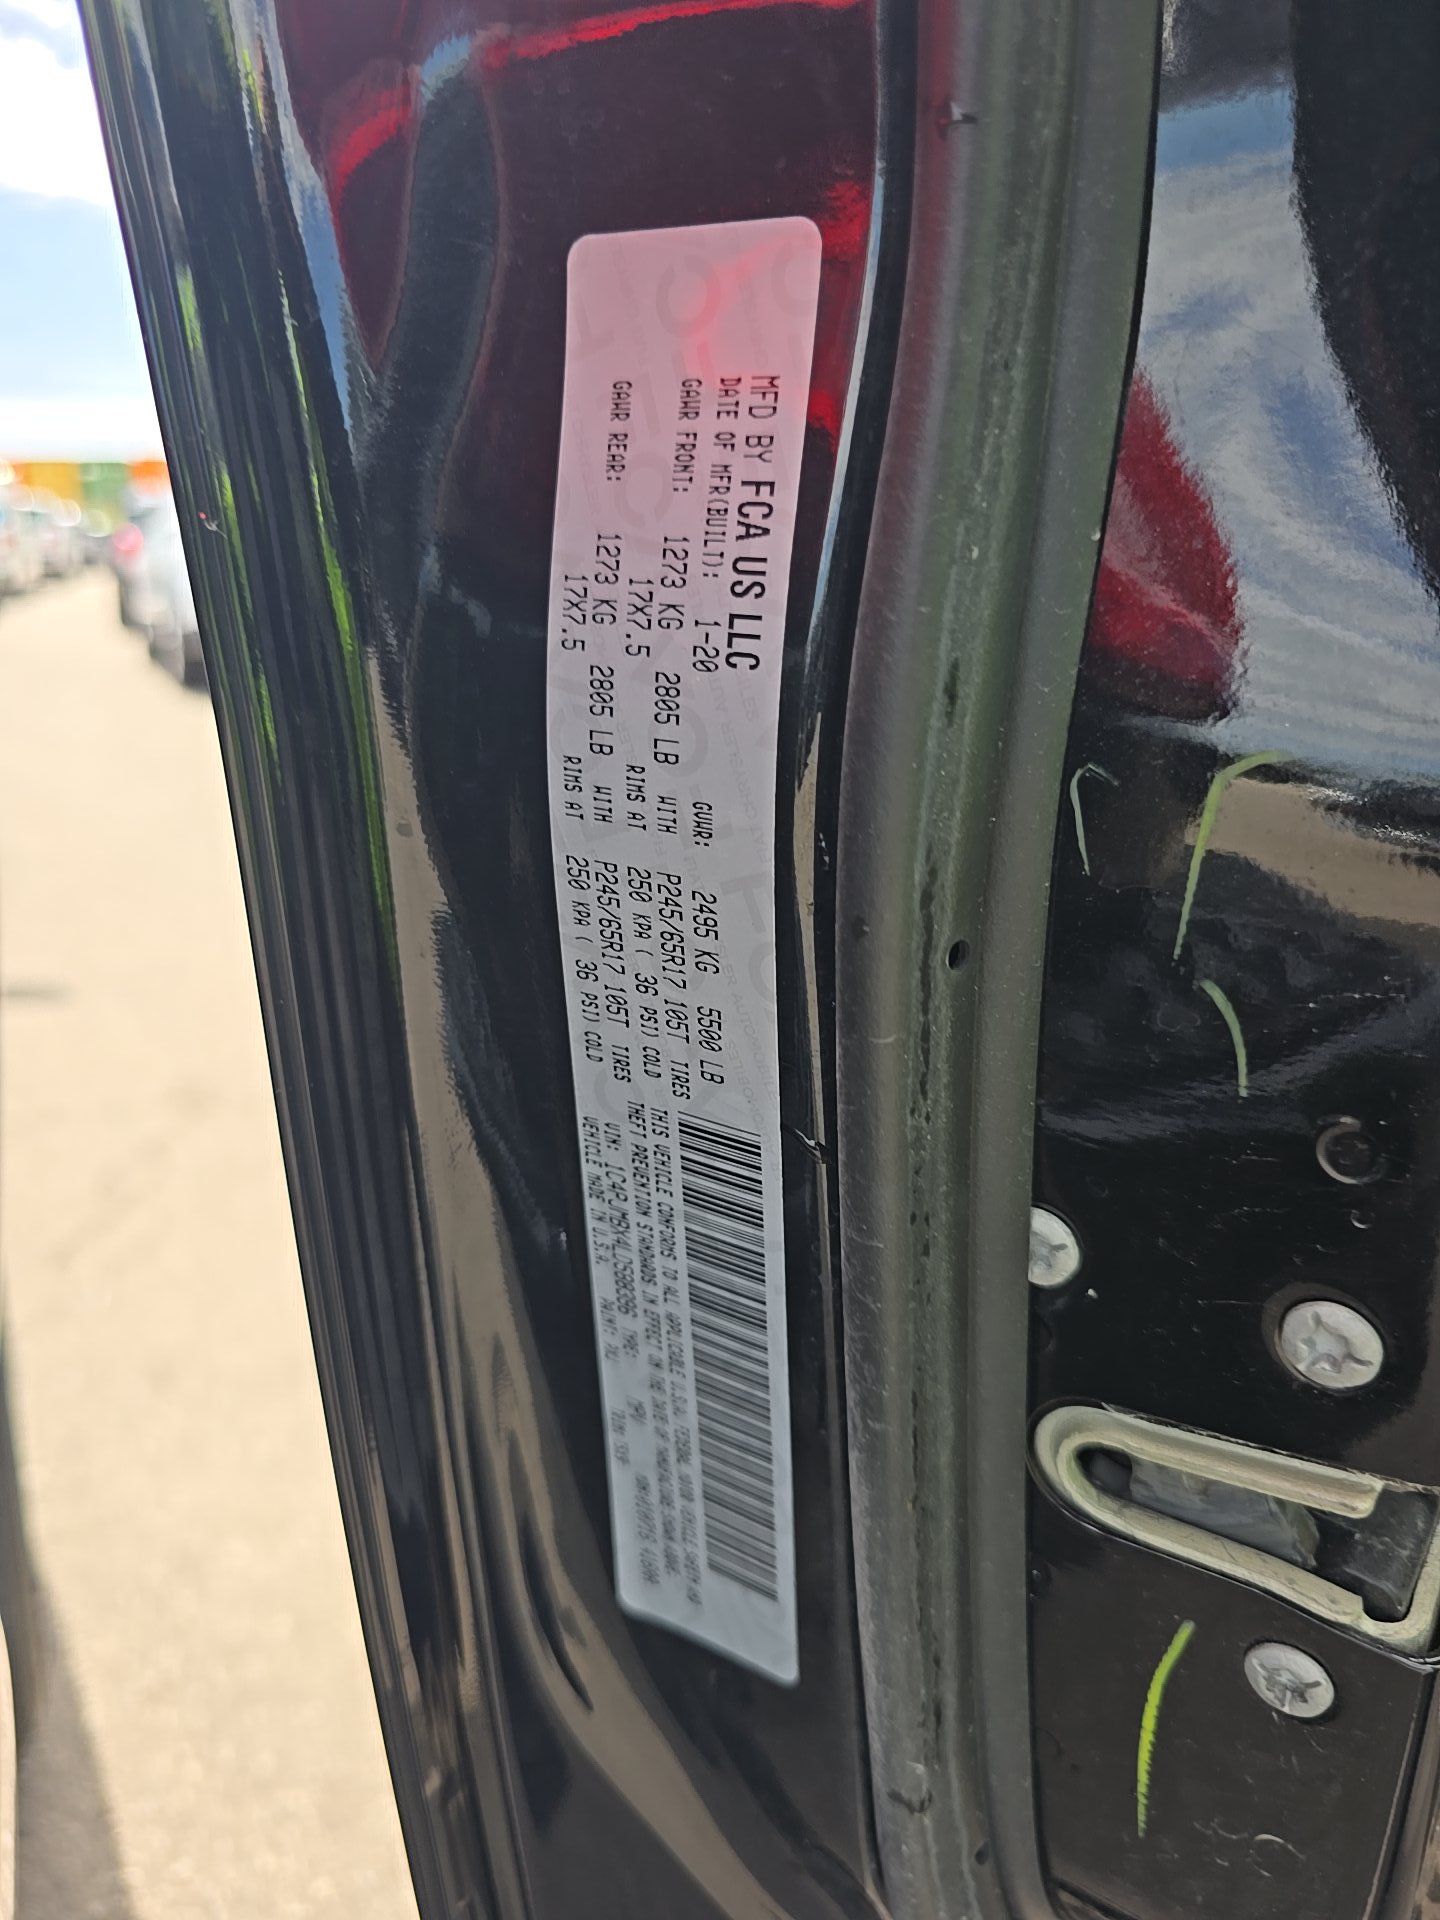 MFD BY FCA US LLC
DATE OF MFR(BUILT): 1-20 GVWR: 2495 KG 5500 LB
GAWR FRONT: 1273 KG 2805 LB WITH P245/65R17 105T TIRES
17X7.5 RIMS AT 250 KPA ( 36 PSI) COLD
GAWR REAR: 1273 KG 2805 LB WITH P245/65R17 105T TIRES
17X7.5 RIMS AT 250 KPA ( 36 PSI) COLD
THIS VEHICLE CONFORMS TO ALL APPLICABLE U.S.A. FEDERAL MOTOR VEHICLE SAFETY AND
THEFT PREVENTION STANDARDS IN EFFECT ON THE DATE OF MANUFACTURE SHOWN ABOVE.
VIN: TYPE: MPV
VEHICLE MADE IN U.S.A. PAINT: